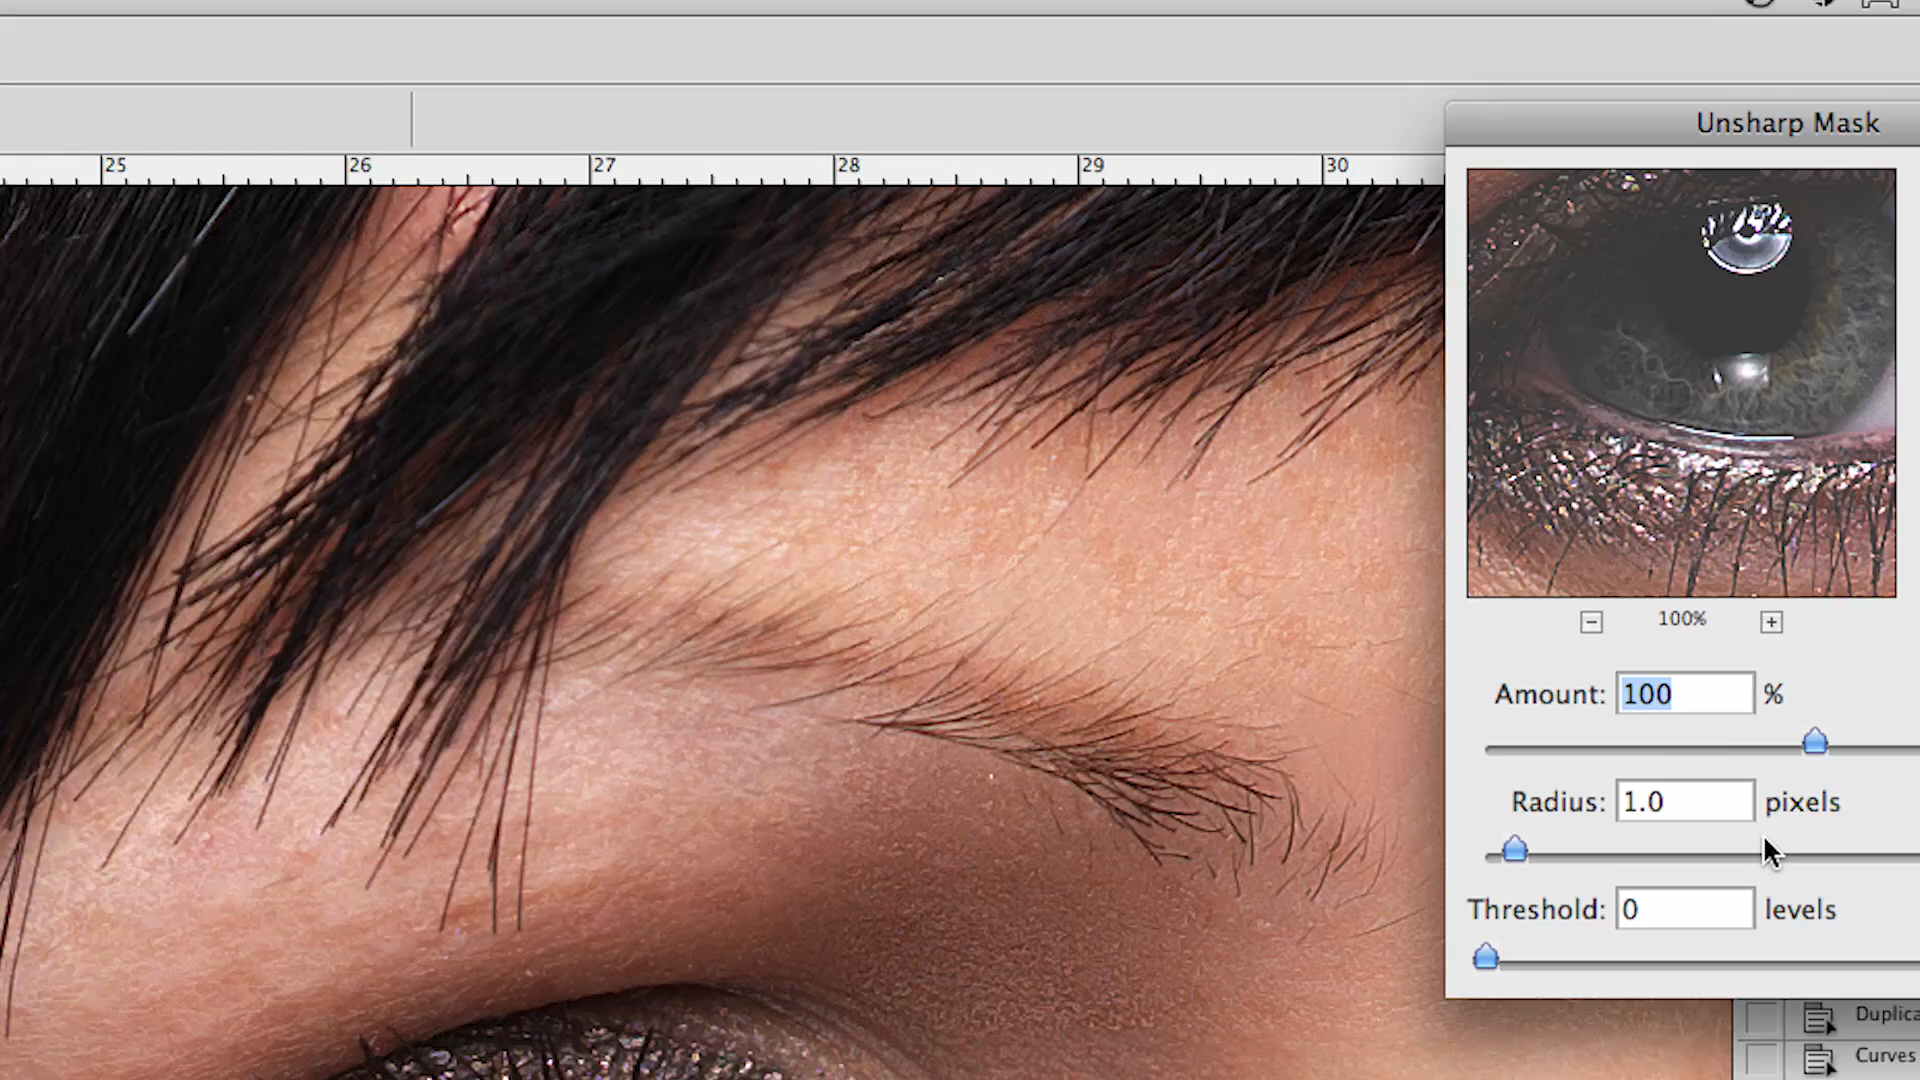 Unsharp Mask
25 26 27 28 29 30
100%
Amount: 100 %
Radius: 1.0 pixels
Threshold: 0 levels
Curves